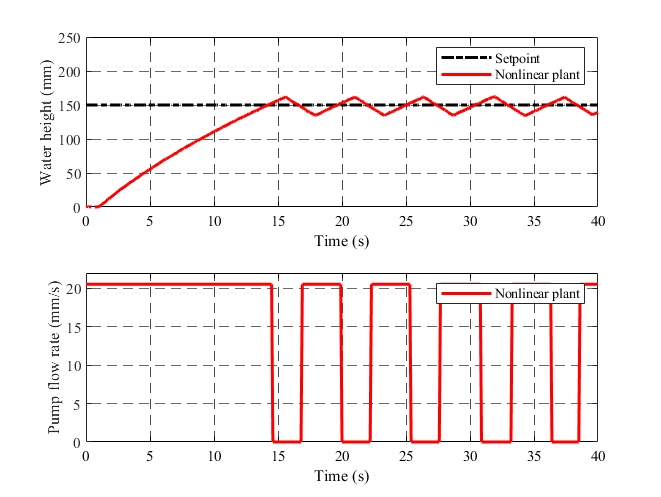 250
200
150
100
50
0
Water height (mm)
Setpoint
Nonlinear plant
0 5 10 15 20 25 30 35 40
Time (s)
20
15
10
5
0
Pump flow rate (mm/s)
Nonlinear plant
0 5 10 15 20 25 30 35 40
Time (s)